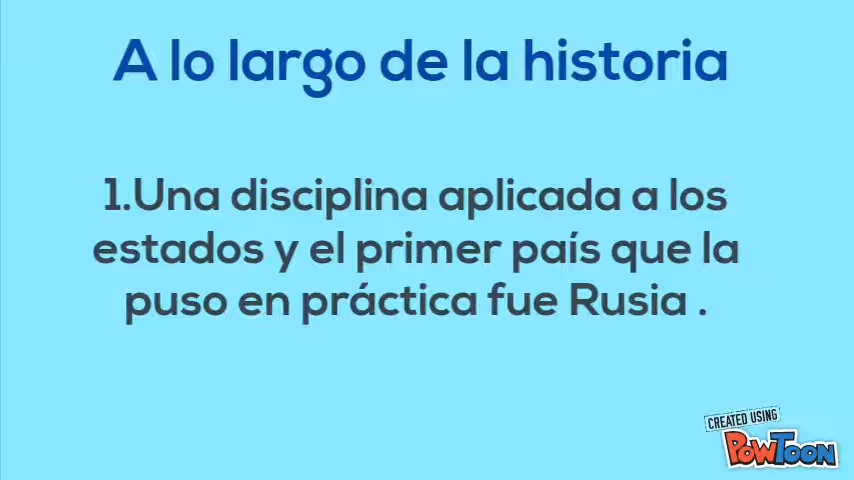 A lo largo de la historia
1.Una disciplina aplicada a los
estados y el primer país que la
puso en práctica fue Rusia .
CREATED USING
POWTOON